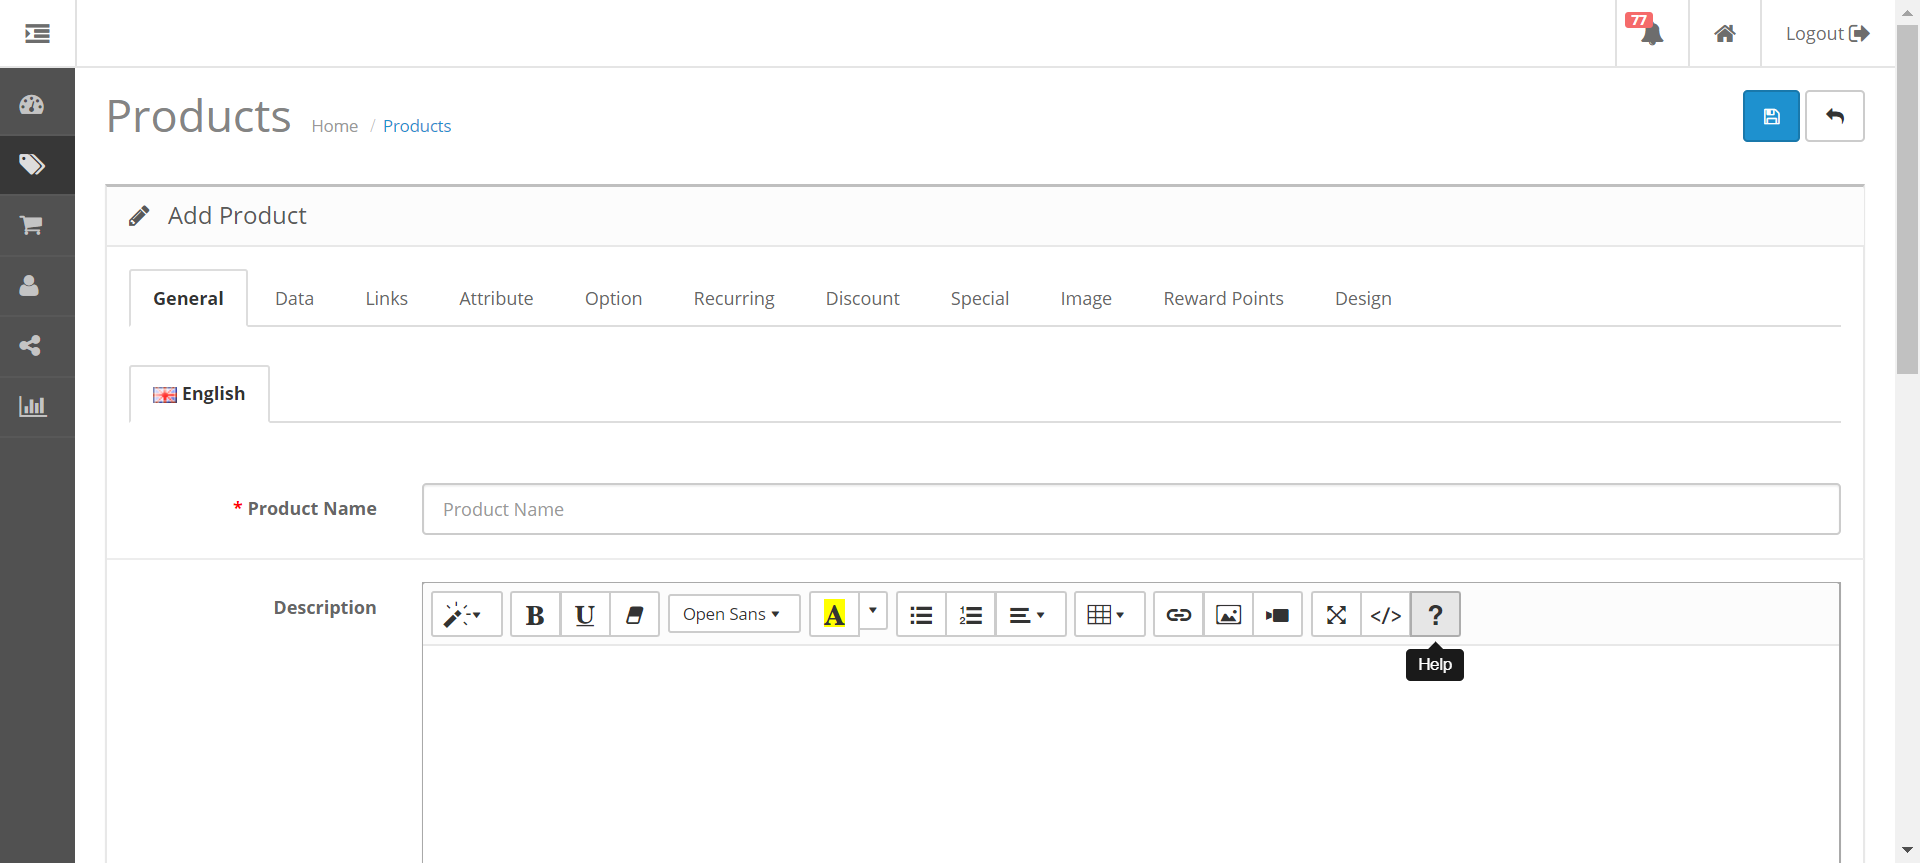 77
Logout
Products
Home / Products
Add Product
General Data Links Attribute Option Recurring Discount Special Image Reward Points Design
English
* Product Name
Product Name
Description
B U Open Sans A </> ?
Help